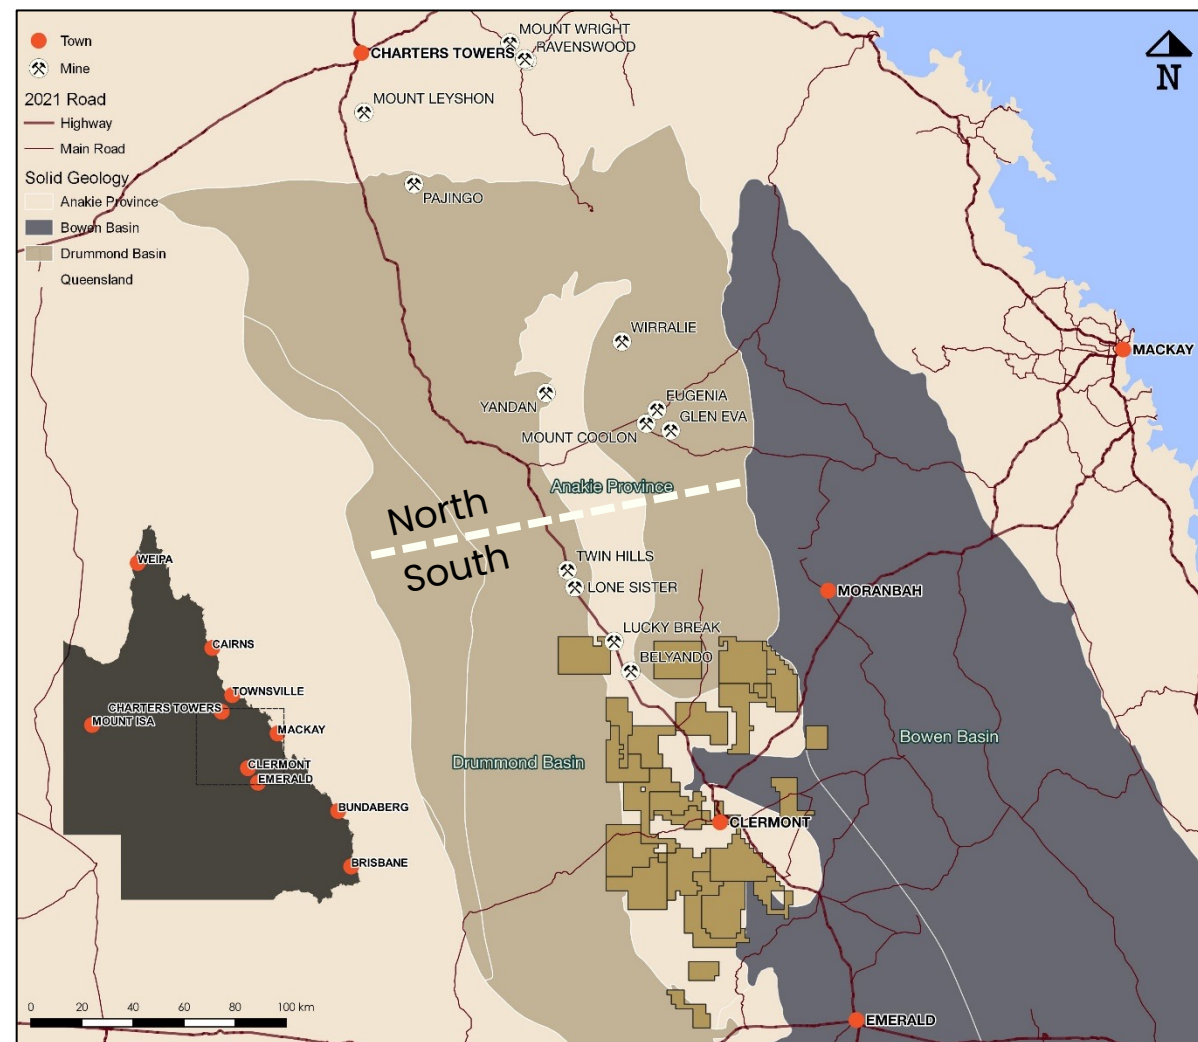 Town
Mine
2021 Road
Highway
Main Road
Solid Geology
Anakie Province
Bowen Basin
Drummond Basin
Queensland
N
MOUNT WRIGHT
RAVENSWOOD
CHARTERS TOWERS
MOUNT LEYSHON
PAJINGO
WIRRALIE
MACKAY
YANDAN
EUGENIA
GLEN EVA
MOUNT COOLON
Anakie Province
North
South
TWIN HILLS
LONE SISTER
MORANBAH
LUCKY BREAK
BELYANDO
Bowen Basin
Drummond Basin
CLERMONT
EMERALD
WEIPA
CAIRNS
TOWNSVILLE
CHARTERS TOWERS
MOUNT ISA
MACKAY
CLERMONT
EMERALD
BUNDABERG
BRISBANE
0 20 40 60 80 100 km